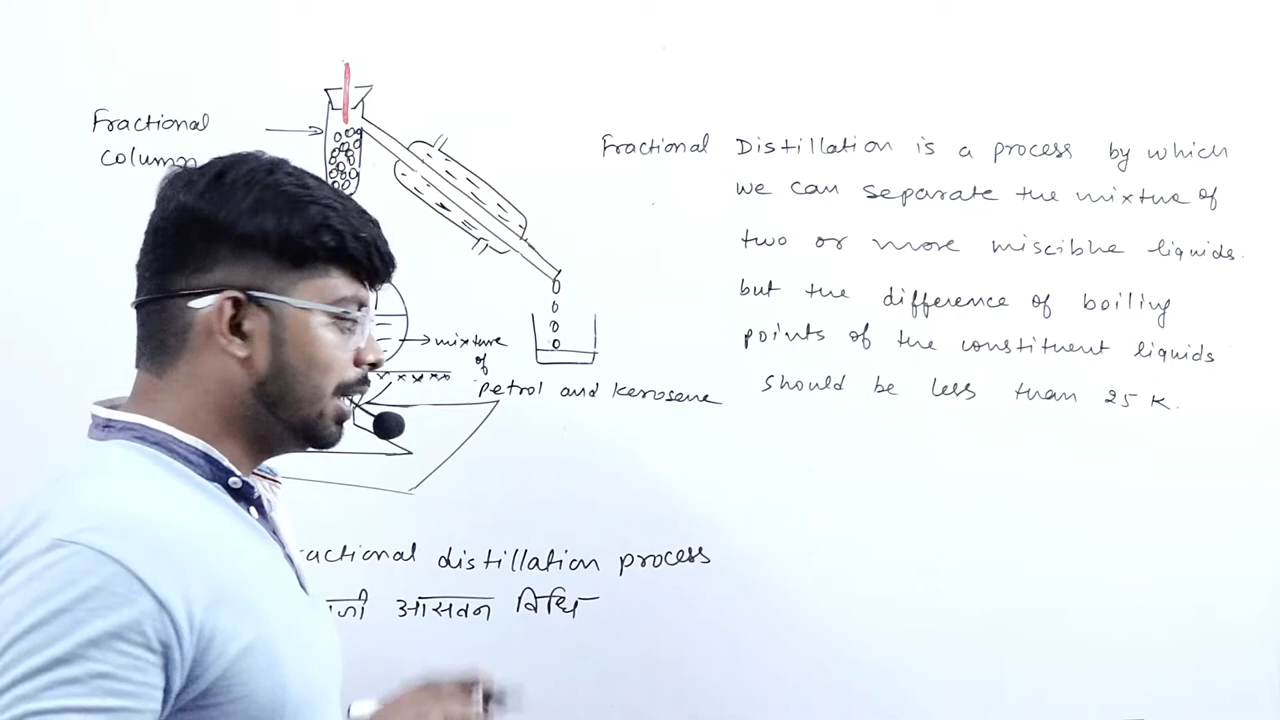 Fractional
column
Fractional Distillation is a process by which
we can separate the mixture of
two or more miscible liquids.
but the difference of boiling
points of the constituent liquids
should be less than 25 K.
mixture
of
petrol and kerosene
ractional distillation process
आसवन विधि